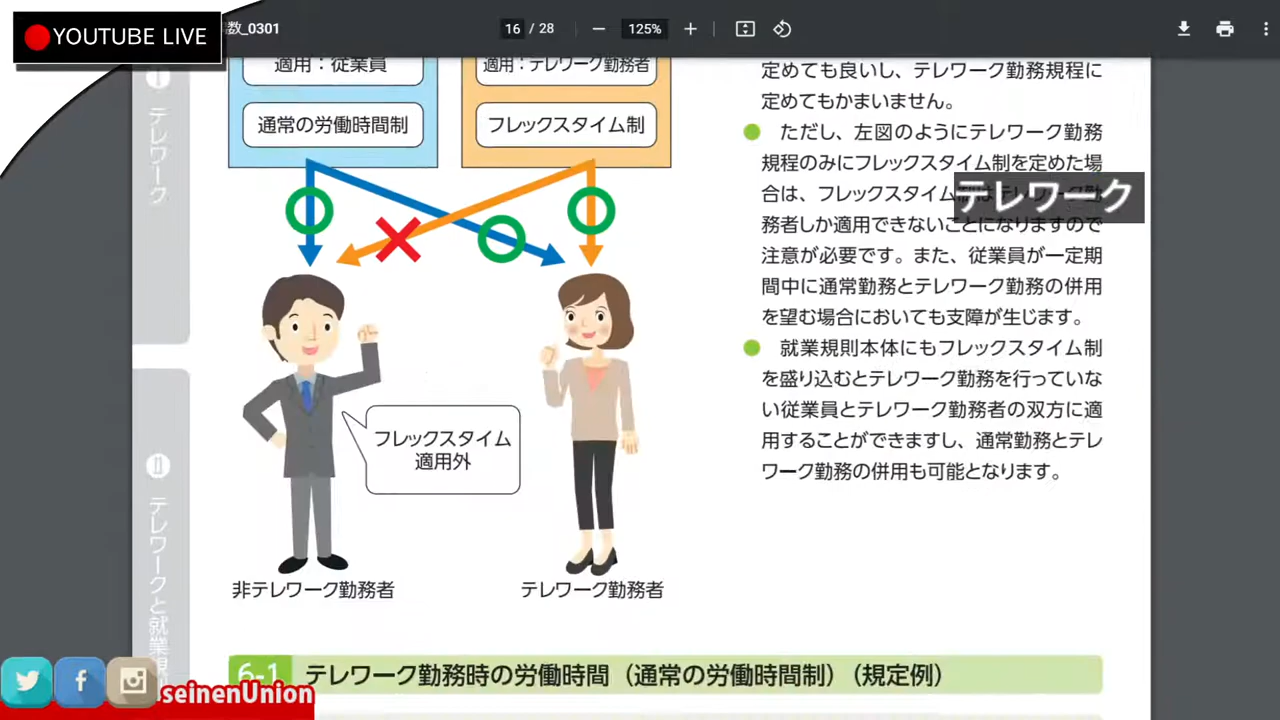 YOUTUBE LIVE
数_0301
16 / 28
125%
適用：従業員
通常の労働時間制
適用：テレワーク勤務者
フレックスタイム制
定めても良いし、テレワーク勤務規程に
定めてもかまいません。
ただし、左図のようにテレワーク勤務
規程のみにフレックスタイム制を定めた場
合は、フレックスタイム
務者しか適用できないことになりますので
注意が必要です。また、従業員が一定期
間中に通常勤務とテレワーク勤務の併用
を望む場合においても支障が生じます。
就業規則本体にもフレックスタイム制
を盛り込むとテレワーク勤務を行っていな
い従業員とテレワーク勤務者の双方に適
用することができますし、通常勤務とテレ
ワーク勤務の併用も可能となります。
テレワーク
フレックスタイム
適用外
非テレワーク勤務者
テレワーク勤務者
6-1 テレワーク勤務時の労働時間（通常の労働時間制）（規定例）
I テレワーク
II テレワークと就業規
seinenUnion